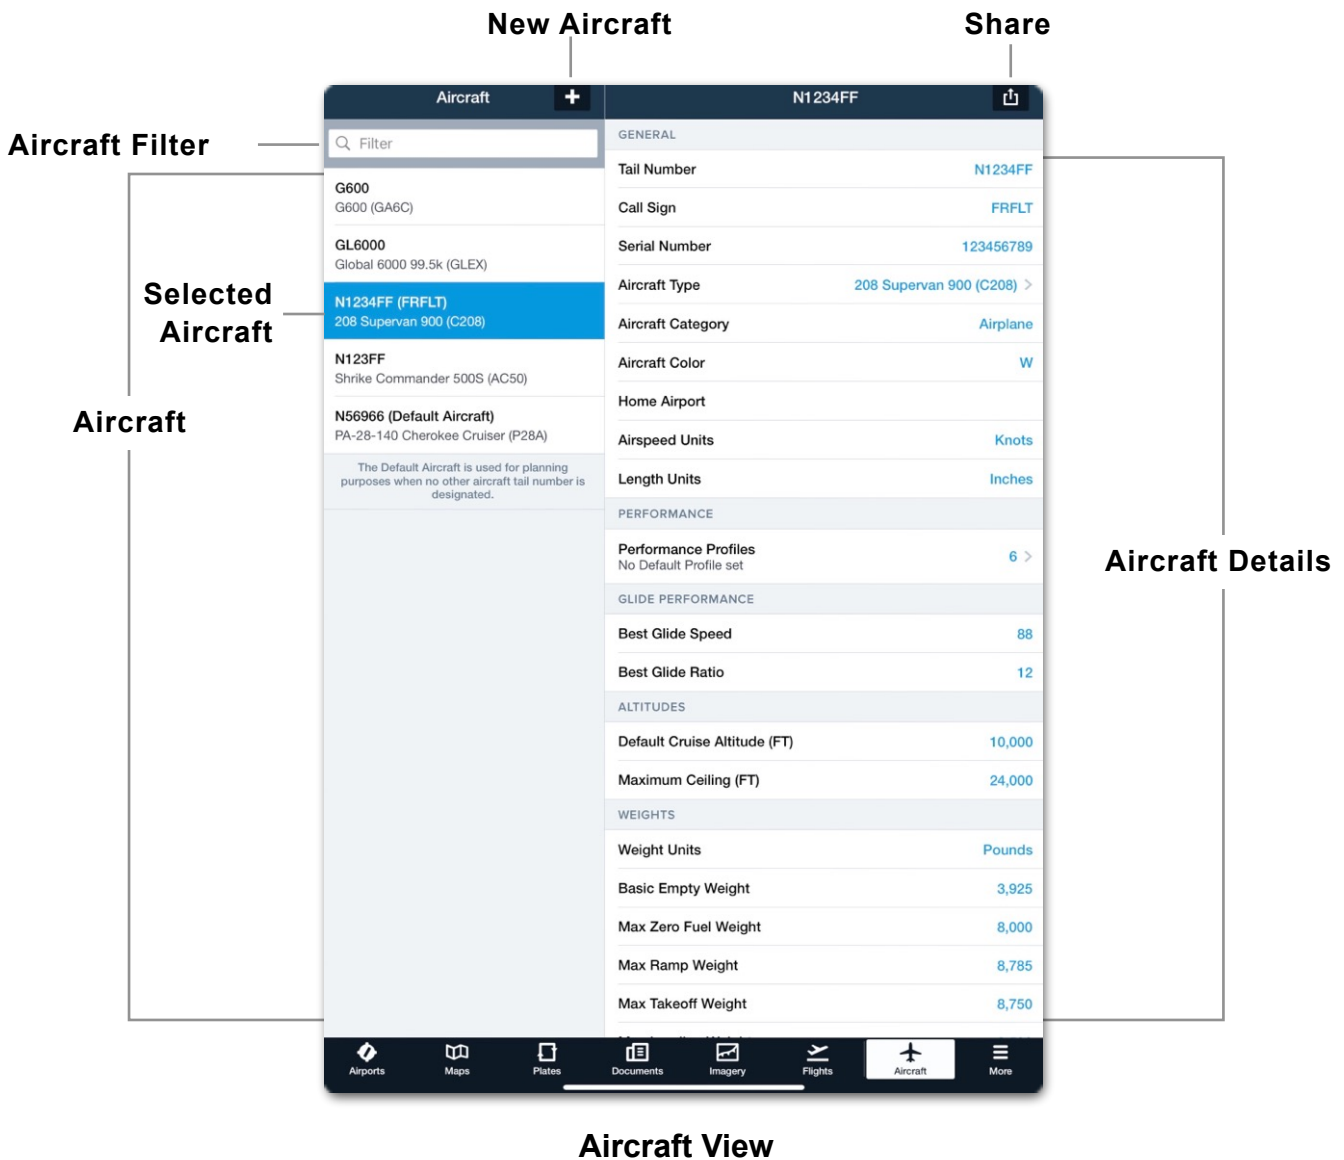 New Aircraft
Share
Aircraft
N1234FF
Aircraft Filter
Filter
G600
G600 (GA6C)
GL6000
Global 6000 99.5k (GLEX)
Selected
Aircraft
N1234FF (FRFLT)
208 Supervan 900 (C208)
N123FF
Shrike Commander 500S (AC50)
Aircraft
N56966 (Default Aircraft)
PA-28-140 Cherokee Cruiser (P28A)
The Default Aircraft is used for planning
purposes when no other aircraft tail number is
designated.
GENERAL
Tail Number N1234FF
Call Sign FRFLT
Serial Number 123456789
Aircraft Type 208 Supervan 900 (C208)
Aircraft Category Airplane
Aircraft Color W
Home Airport
Airspeed Units Knots
Length Units Inches
PERFORMANCE
Performance Profiles 6
No Default Profile set
GLIDE PERFORMANCE
Best Glide Speed 88
Best Glide Ratio 12
ALTITUDES
Default Cruise Altitude (FT) 10,000
Maximum Ceiling (FT) 24,000
WEIGHTS
Weight Units Pounds
Basic Empty Weight 3,925
Max Zero Fuel Weight 8,000
Max Ramp Weight 8,785
Max Takeoff Weight 8,750
Aircraft Details
Airports Maps Plates Documents Imagery Flights Aircraft More
Aircraft View